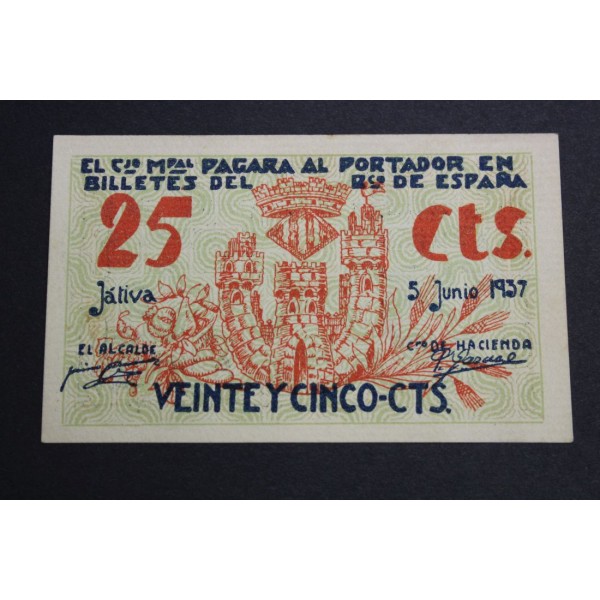 EL Cjo MPAL PAGARA AL PORTADOR EN
BILLETES DEL Bco DE ESPAÑA
25 Cts.
Játiva 5 Junio 1937
EL ALCALDE Cro DE HACIENDA
VEINTE Y CINCO-CTS.